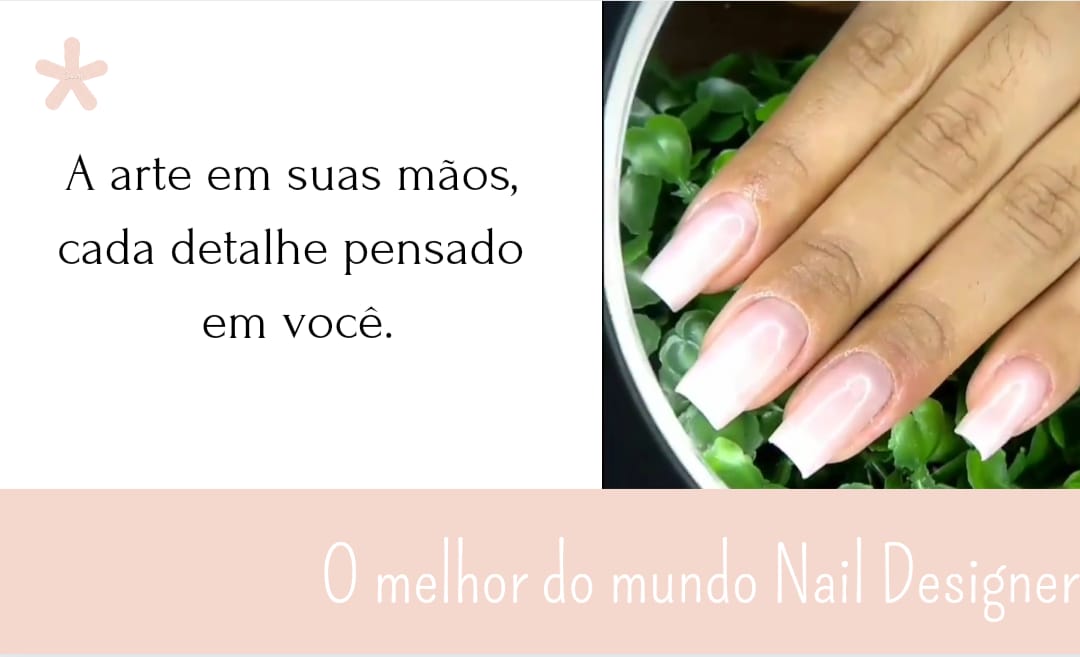 A arte em suas mãos,
cada detalhe pensado
em você.
O melhor do mundo Nail Designer